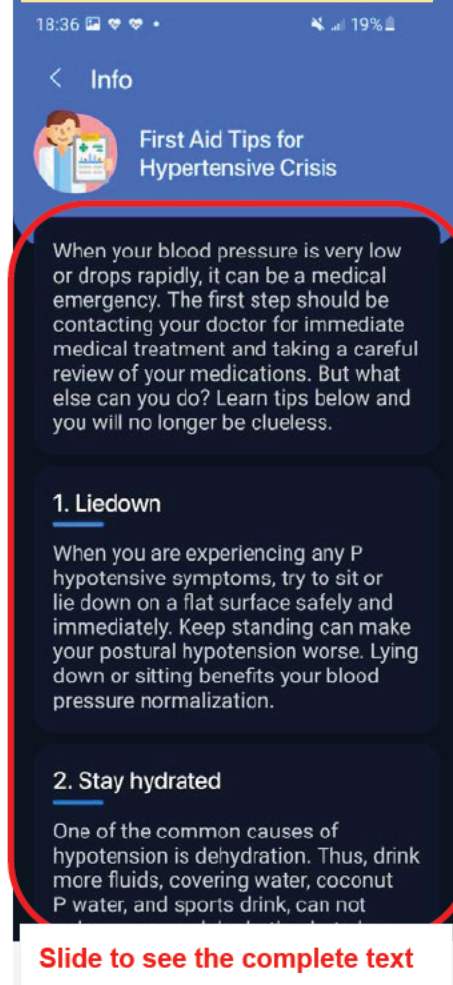 18:36
19%
Info
First Aid Tips for
Hypertensive Crisis
When your blood pressure is very low
or drops rapidly, it can be a medical
emergency. The first step should be
contacting your doctor for immediate
medical treatment and taking a careful
review of your medications. But what
else can you do? Learn tips below and
you will no longer be clueless.
1. Liedown
When you are experiencing any P
hypotensive symptoms, try to sit or
lie down on a flat surface safely and
immediately. Keep standing can make
your postural hypotension worse. Lying
down or sitting benefits your blood
pressure normalization.
2. Stay hydrated
One of the common causes of
hypotension is dehydration. Thus, drink
more fluids, covering water, coconut
P water, and sports drink, can not
Slide to see the complete text